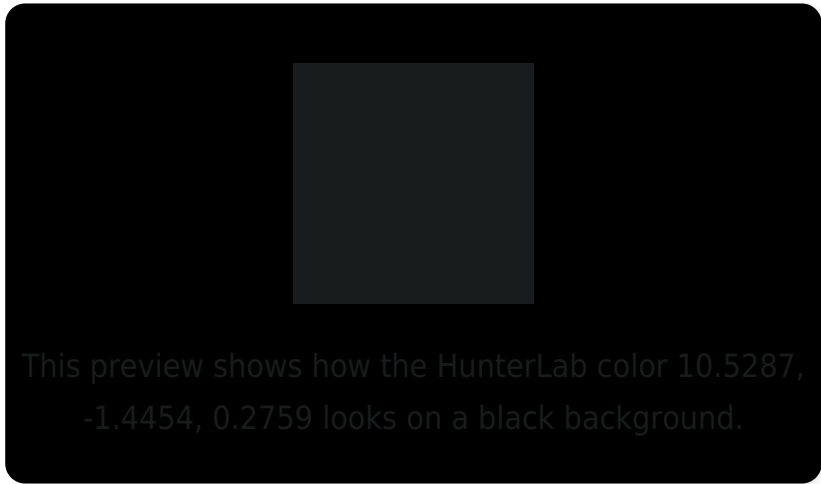 This preview shows how the HunterLab color 10.5287,
-1.4454, 0.2759 looks on a black background.